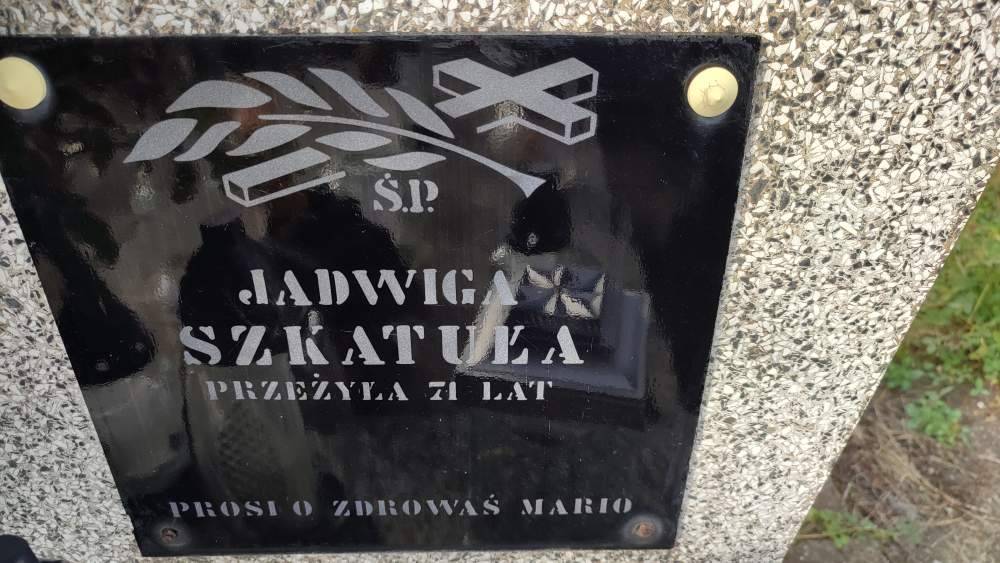 Ś.P.
JADWIGA
SZKATUŁA
PRZEŻYŁA 71 LAT
PROSI O ZDROWAŚ MARIO